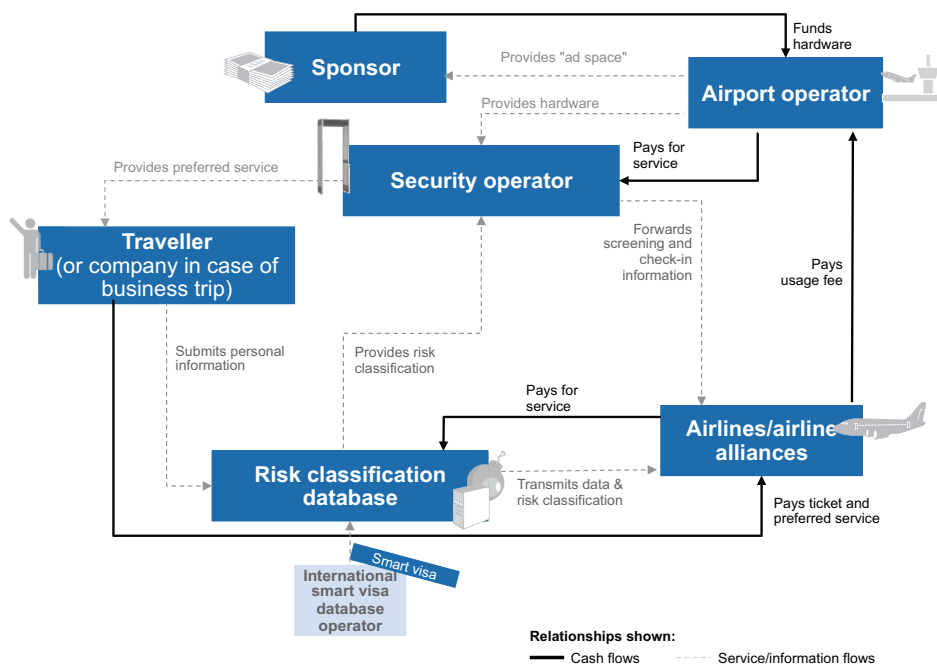 Funds
hardware
Sponsor
Provides "ad space"
Airport operator
Provides hardware
Pays for
service
Provides preferred service
Security operator
Traveller
(or company in case of
business trip)
Forwards
screening and
check-in
information
Pays
usage fee
Submits personal
information
Provides risk
classification
Pays for
service
Airlines/airline
alliances
Risk classification
database
Transmits data &
risk classification
Pays ticket and
preferred service
Smart visa
International
smart visa
database
operator
Relationships shown:
Cash flows
Service/information flows